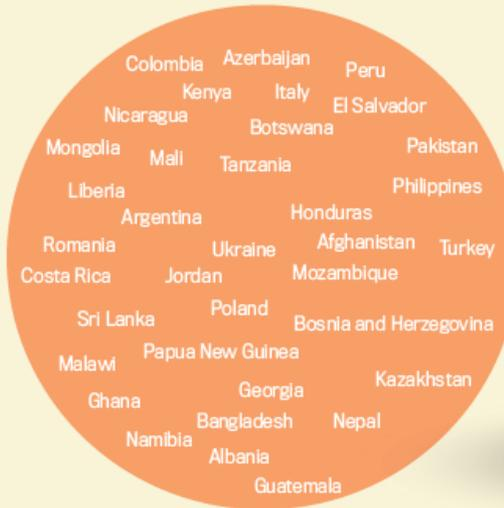 Colombia
Azerbaijan
Peru
Kenya
Italy
El Salvador
Nicaragua
Botswana
Mongolia
Mali
Tanzania
Pakistan
Liberia
Philippines
Argentina
Honduras
Romania
Ukraine
Afghanistan
Turkey
Costa Rica
Jordan
Mozambique
Sri Lanka
Poland
Bosnia and Herzegovina
Malawi
Papua New Guinea
Kazakhstan
Ghana
Georgia
Bangladesh
Nepal
Namibia
Albania
Guatemala